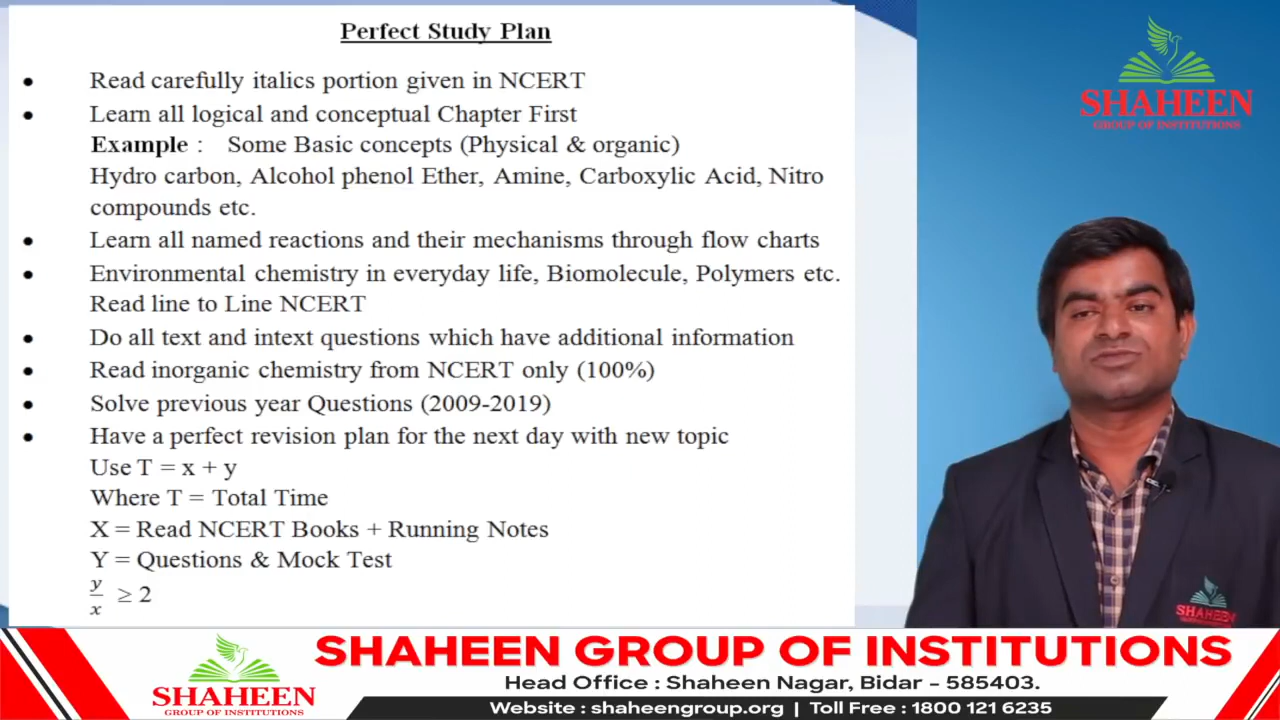 Perfect Study Plan
• Read carefully italics portion given in NCERT
• Learn all logical and conceptual Chapter First
Example : Some Basic concepts (Physical & organic)
Hydro carbon, Alcohol phenol Ether, Amine, Carboxylic Acid, Nitro
compounds etc.
• Learn all named reactions and their mechanisms through flow charts
• Environmental chemistry in everyday life, Biomolecule, Polymers etc.
Read line to Line NCERT
• Do all text and intext questions which have additional information
• Read inorganic chemistry from NCERT only (100%)
• Solve previous year Questions (2009-2019)
• Have a perfect revision plan for the next day with new topic
Use T = x + y
Where T = Total Time
X = Read NCERT Books + Running Notes
Y = Questions & Mock Test
y/x ≥ 2
SHAHEEN
GROUP OF INSTITUTIONS
SHAHEEN
SHAHEEN
GROUP OF INSTITUTIONS
SHAHEEN GROUP OF INSTITUTIONS
Head Office : Shaheen Nagar, Bidar - 585403.
Website : shaheengroup.org | Toll Free : 1800 121 6235